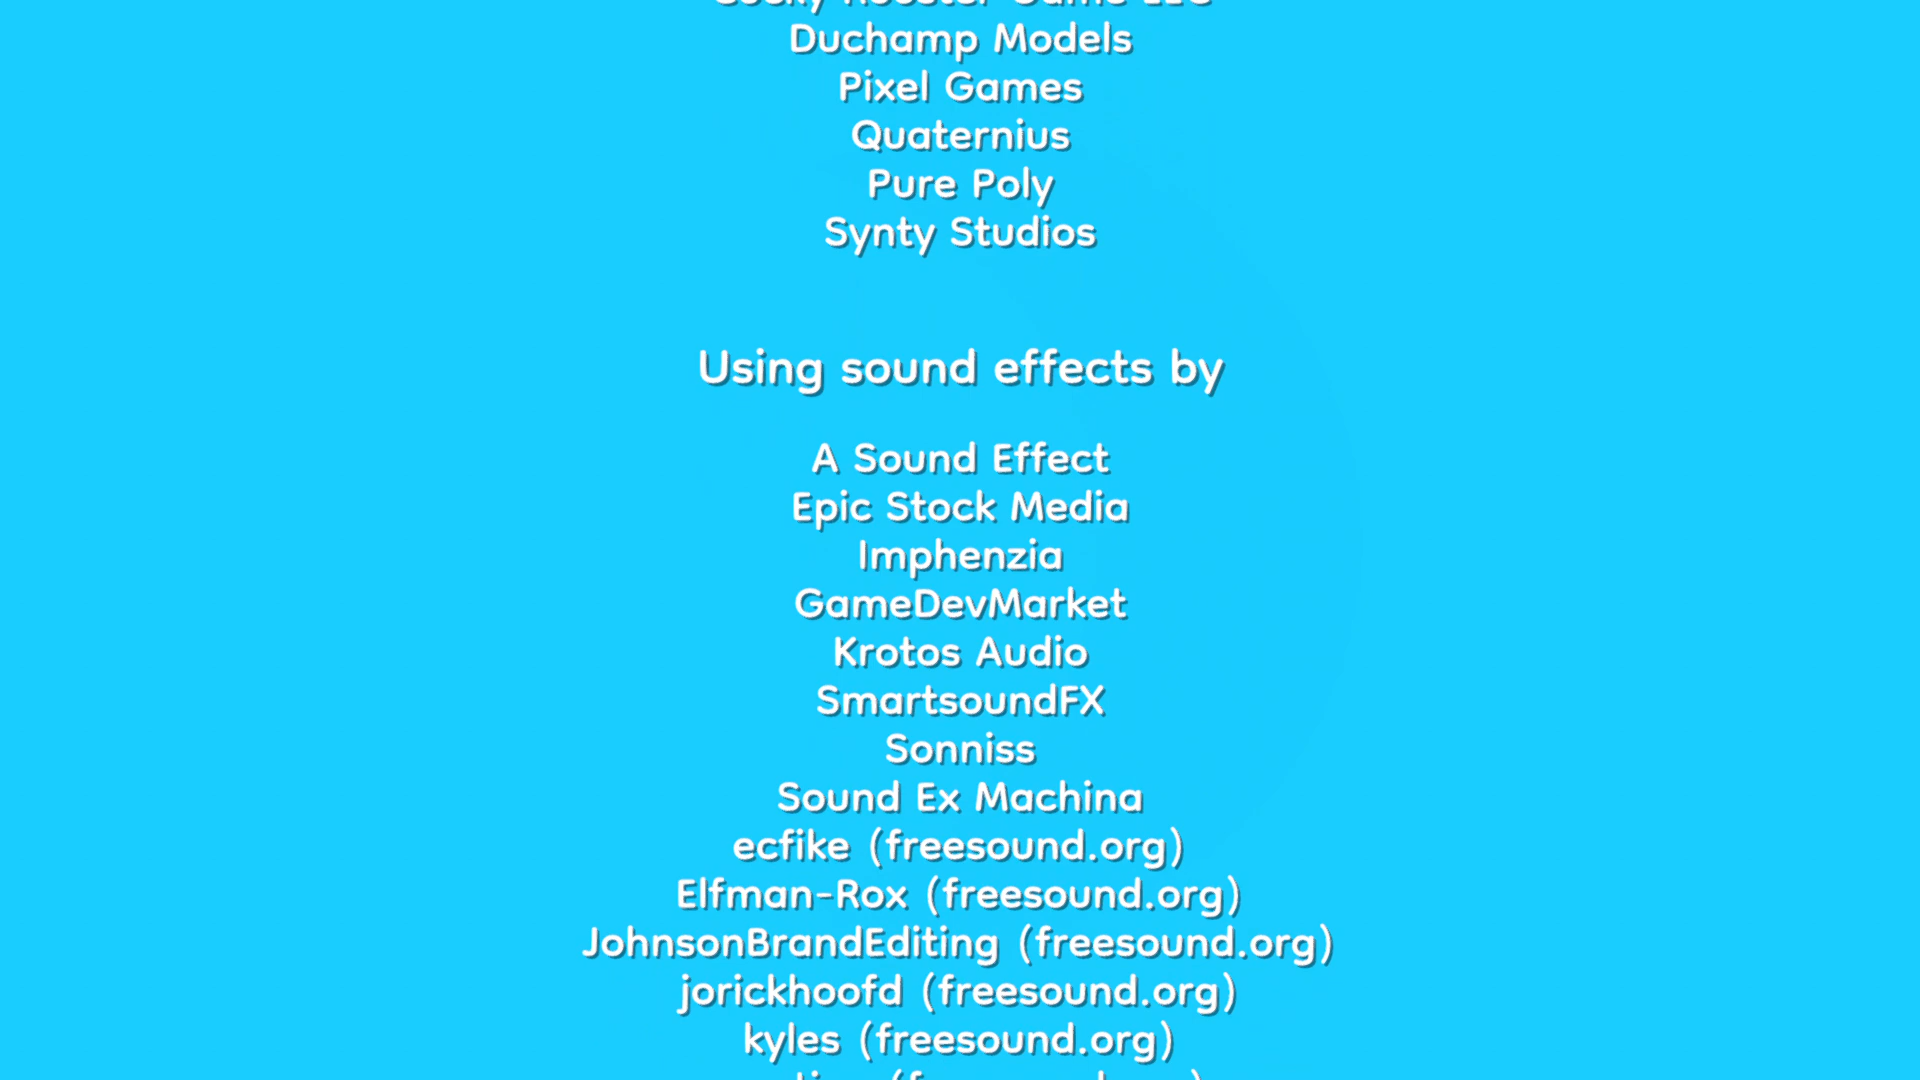 Duchamp Models
Pixel Games
Quaternius
Pure Poly
Synty Studios
Using sound effects by
A Sound Effect
Epic Stock Media
Imphenzia
GameDevMarket
Krotos Audio
SmartsoundFX
Sonniss
Sound Ex Machina
ecfike (freesound.org)
Elfman-Rox (freesound.org)
JohnsonBrandEditing (freesound.org)
jorickhoofd (freesound.org)
kyles (freesound.org)